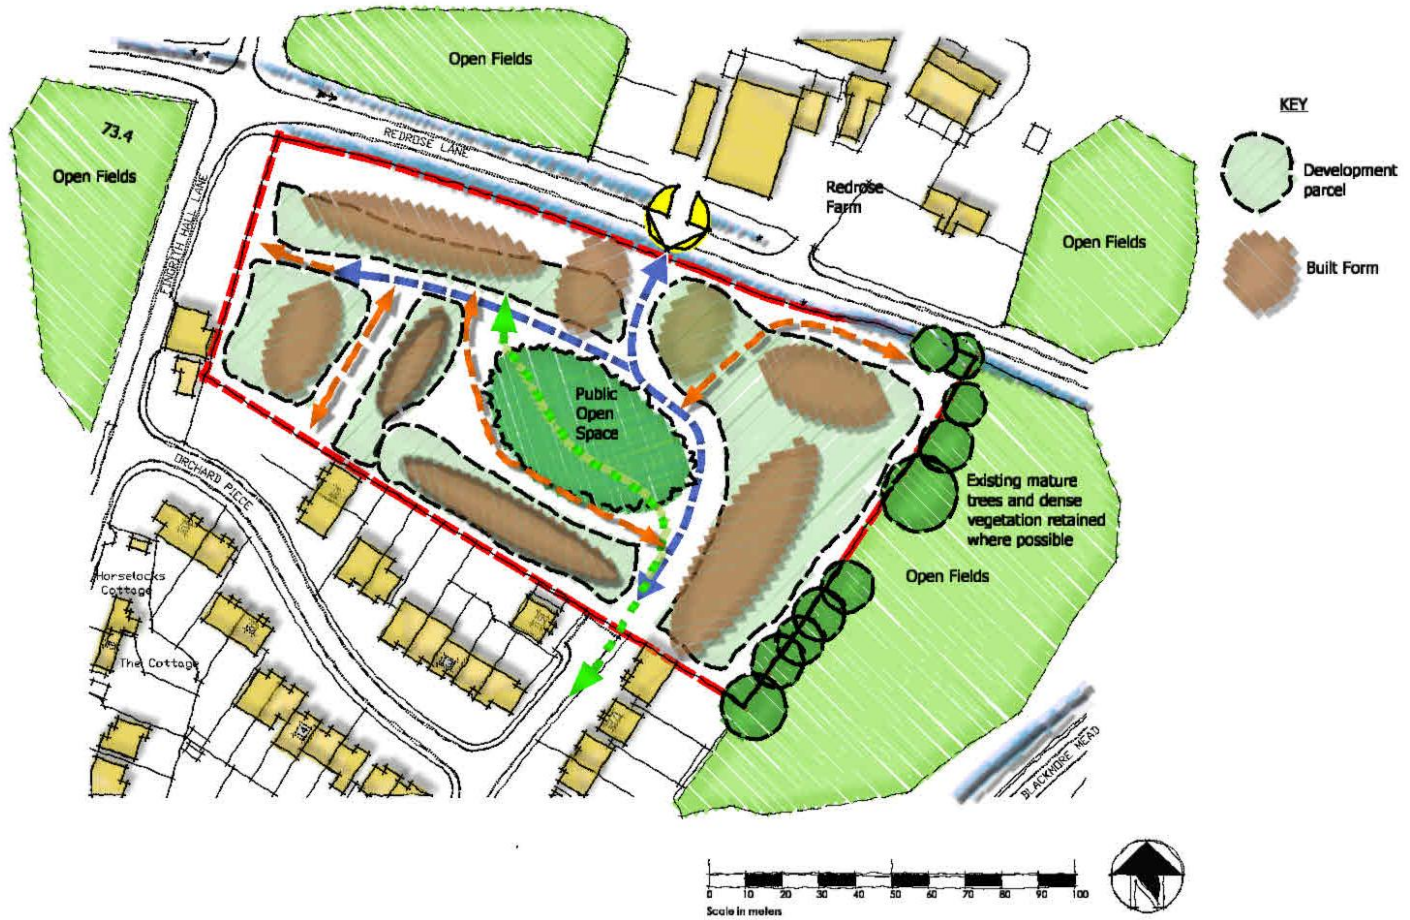 Open Fields
73.4
Open Fields
REDROSE LANE
KEY
Development
parcel
Redrose
Farm
Open Fields
Built Form
FINGRITH HALL LANE
Public
Open
Space
ORCHARD PIECE
Existing mature
trees and dense
vegetation retained
where possible
Open Fields
Horselocks
Cottage
The Cottage
BLACKMORE MEAD
0 10 20 30 40 50 60 70 80 90 100
Scale in meters